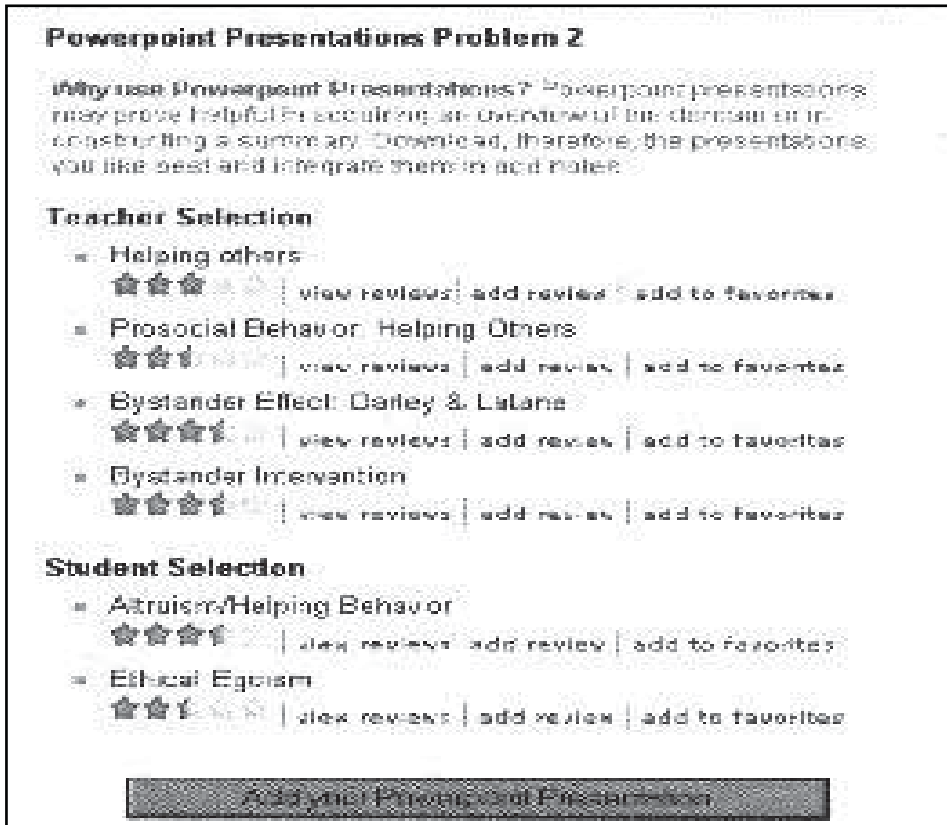 Powerpoint Presentations Problem 2
Why use Powerpoint Presentations? Powerpoint presentations
may prove helpful in acquiring an overview of the domain or in
constructing a summary. Download, therefore, the presentations
you like best and integrate them in add notes
Teacher Selection
Helping others
view reviews | add review | add to favorites
Prosocial Behavior: Helping Others
| view reviews | add review | add to favorites
Bystander Effect: Darley & Latane
| view reviews | add review | add to favorites
Bystander Intervention
| view reviews | add review | add to favorites
Student Selection
Altruism/Helping Behavior
| view reviews | add review | add to favorites
Ethical Egoism
| view reviews | add review | add to favorites
Add your Powerpoint Presentation